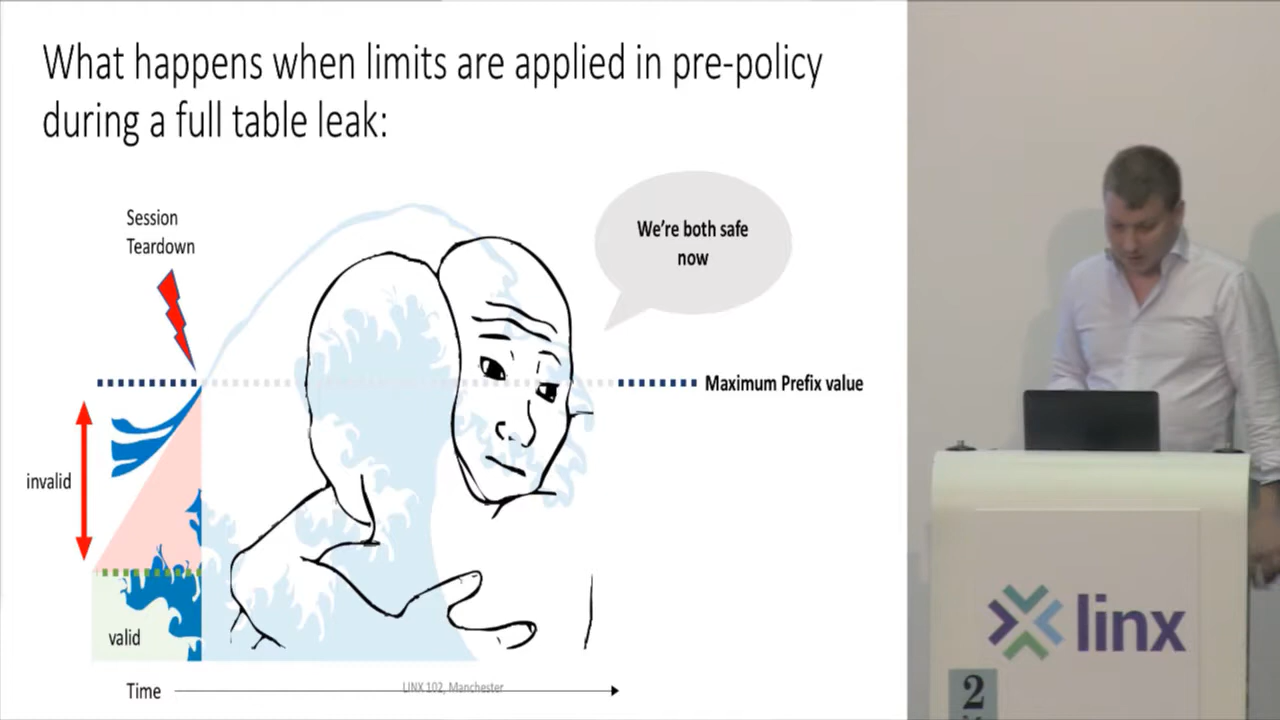 What happens when limits are applied in pre-policy
during a full table leak:
Session
Teardown
We're both safe
now
Maximum Prefix value
invalid
valid
Time
LINX 102, Manchester
linx
2